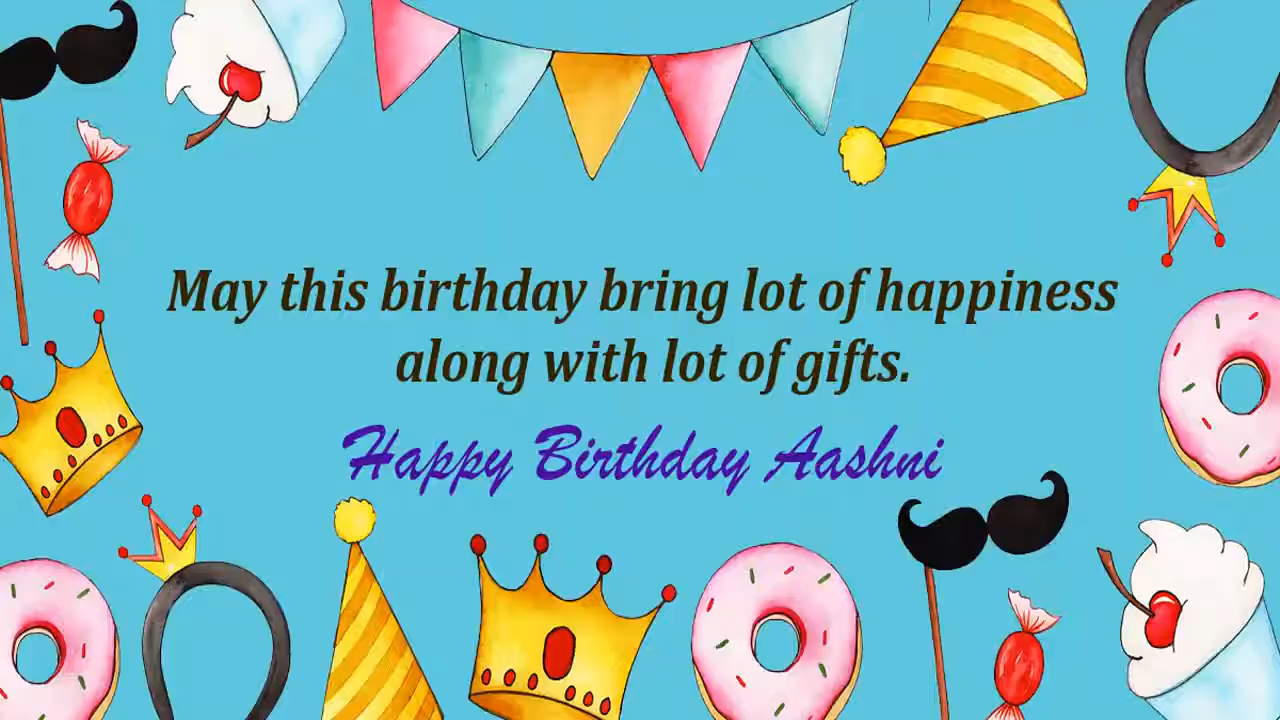 May this birthday bring lot of happiness
along with lot of gifts.
Happy Birthday Aashni